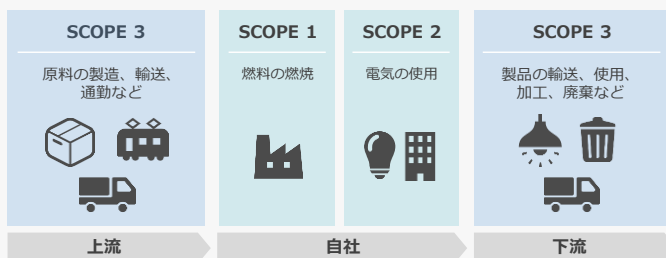 SCOPE 3
原料の製造、輸送、
通勤など
SCOPE 1
燃料の燃焼
SCOPE 2
電気の使用
SCOPE 3
製品の輸送、使用、
加工、廃棄など
上流
自社
下流